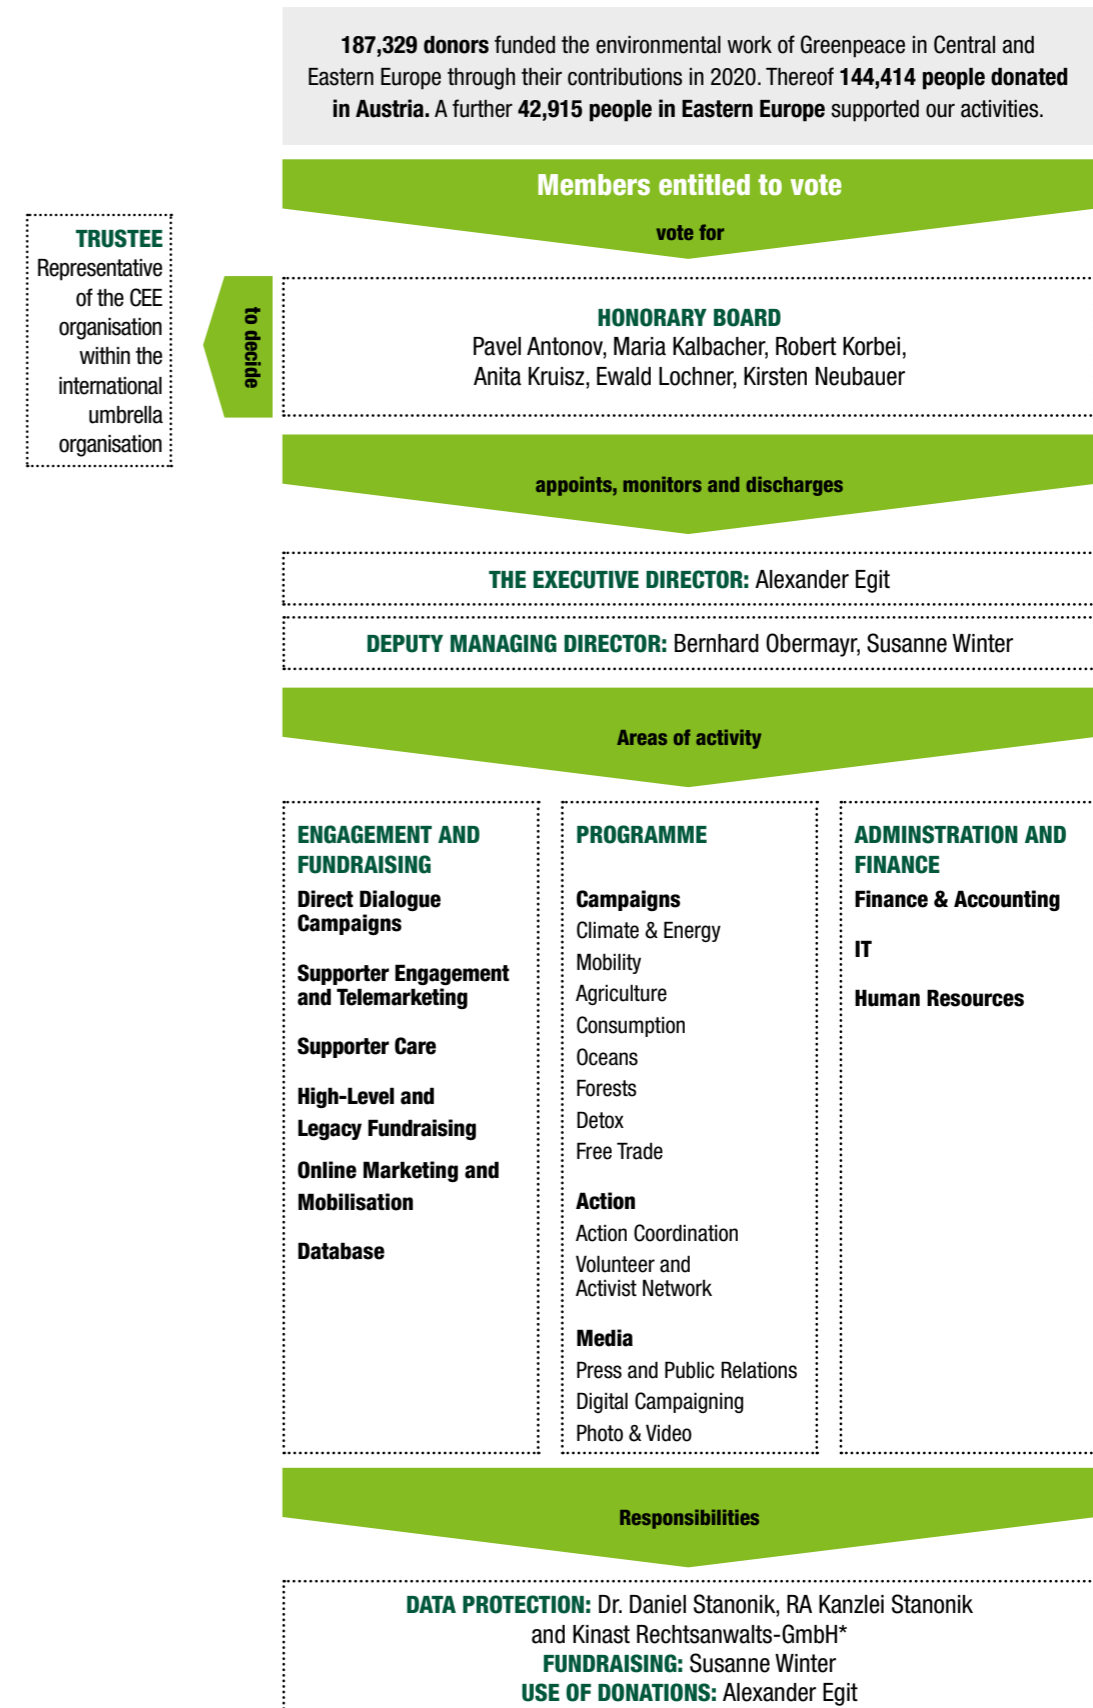 187,329 donors funded the environmental work of Greenpeace in Central and
Eastern Europe through their contributions in 2020. Thereof 144,414 people donated
in Austria. A further 42,915 people in Eastern Europe supported our activities.
Members entitled to vote
vote for
TRUSTEE
Representative
of the CEE
organisation
within the
international
umbrella
organisation
to decide
HONORARY BOARD
Pavel Antonov, Maria Kalbacher, Robert Korbei,
Anita Kruisz, Ewald Lochner, Kirsten Neubauer
appoints, monitors and discharges
THE EXECUTIVE DIRECTOR: Alexander Egit
DEPUTY MANAGING DIRECTOR: Bernhard Obermayr, Susanne Winter
Areas of activity
ENGAGEMENT AND
FUNDRAISING
Direct Dialogue
Campaigns
Supporter Engagement
and Telemarketing
Supporter Care
High-Level and
Legacy Fundraising
Online Marketing and
Mobilisation
Database
PROGRAMME
Campaigns
Climate & Energy
Mobility
Agriculture
Consumption
Oceans
Forests
Detox
Free Trade
Action
Action Coordination
Volunteer and
Activist Network
Media
Press and Public Relations
Digital Campaigning
Photo & Video
ADMINSTRATION AND
FINANCE
Finance & Accounting
IT
Human Resources
Responsibilities
DATA PROTECTION: Dr. Daniel Stanonik, RA Kanzlei Stanonik
and Kinast Rechtsanwalts-GmbH*
FUNDRAISING: Susanne Winter
USE OF DONATIONS: Alexander Egit